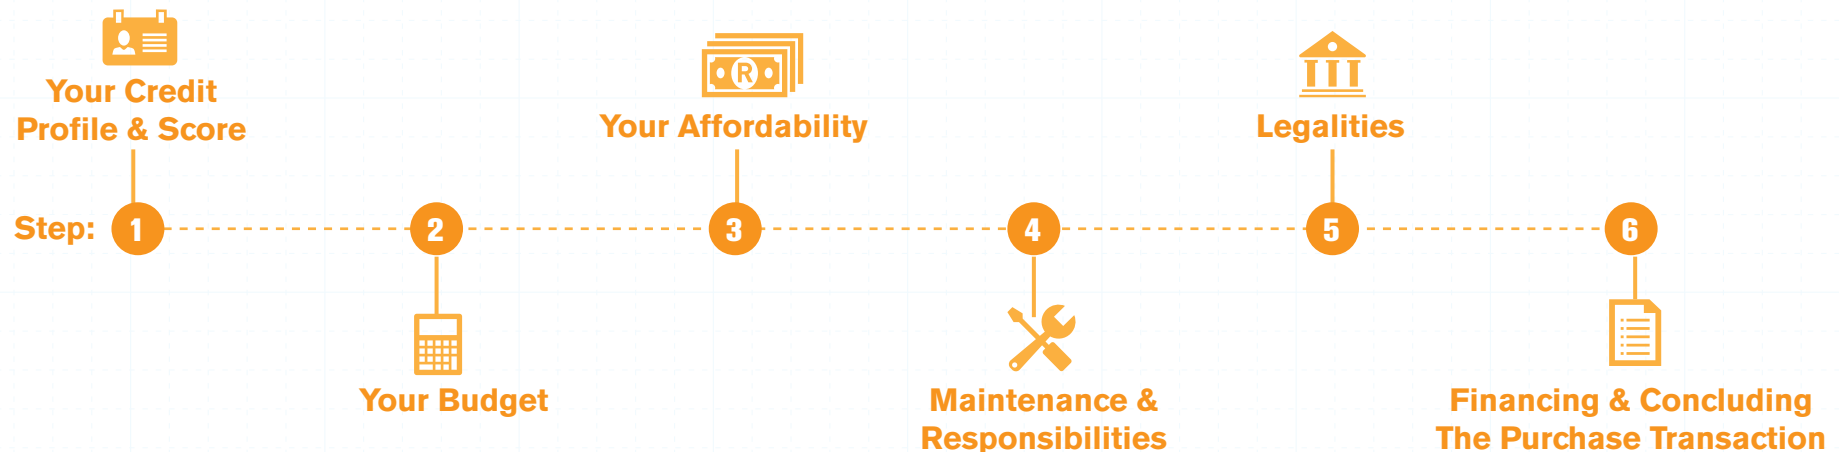 Your Credit
Profile & Score
R
Your Affordability
Legalities
Step:
1
2
3
4
5
6
Your Budget
Maintenance &
Responsibilities
Financing & Concluding
The Purchase Transaction